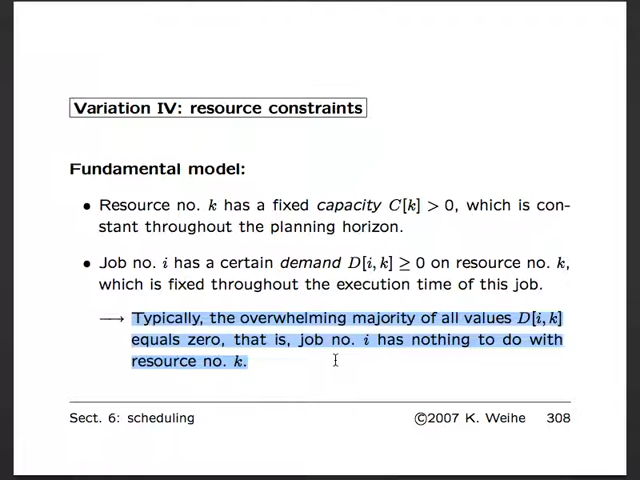 Variation IV: resource constraints
Fundamental model:
• Resource no. k has a fixed capacity C[k] > 0, which is con-
stant throughout the planning horizon.
• Job no. i has a certain demand D[i, k] ≥ 0 on resource no. k,
which is fixed throughout the execution time of this job.
→ Typically, the overwhelming majority of all values D[i, k]
equals zero, that is, job no. i has nothing to do with
resource no. k.
Sect. 6: scheduling ©2007 K. Weihe 308